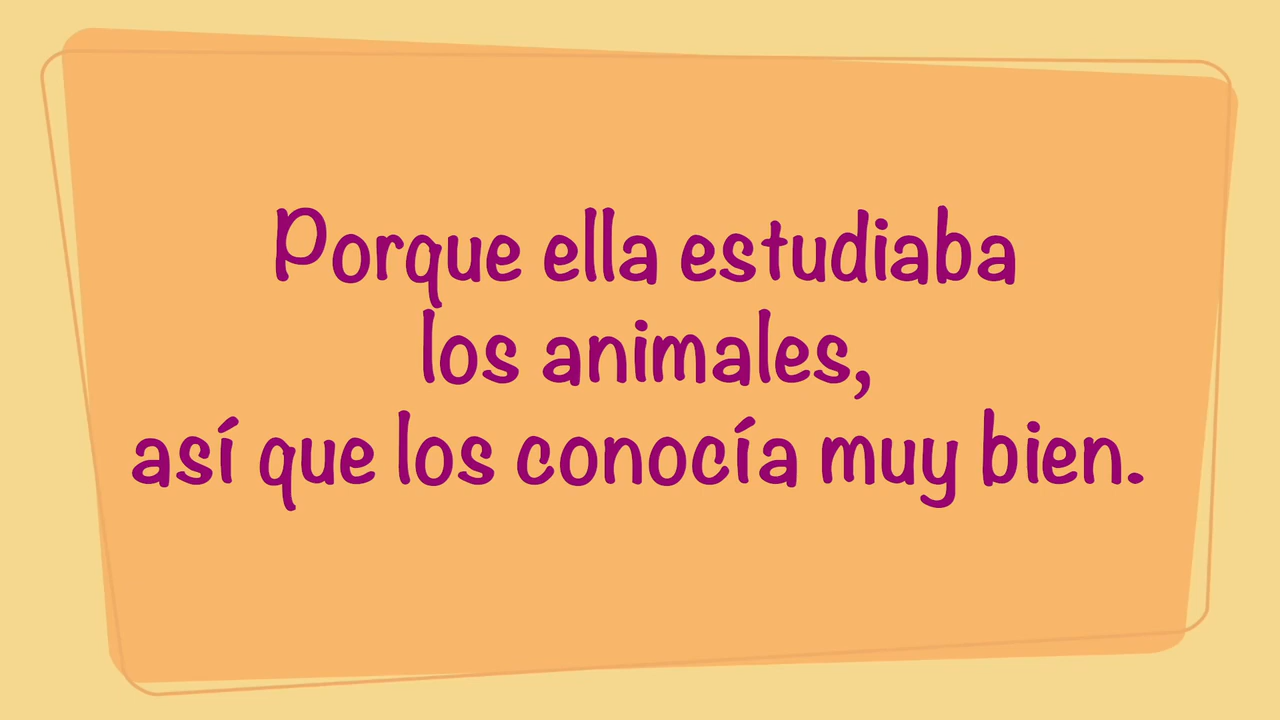 Porque ella estudiaba
los animales,
así que los conocía muy bien.